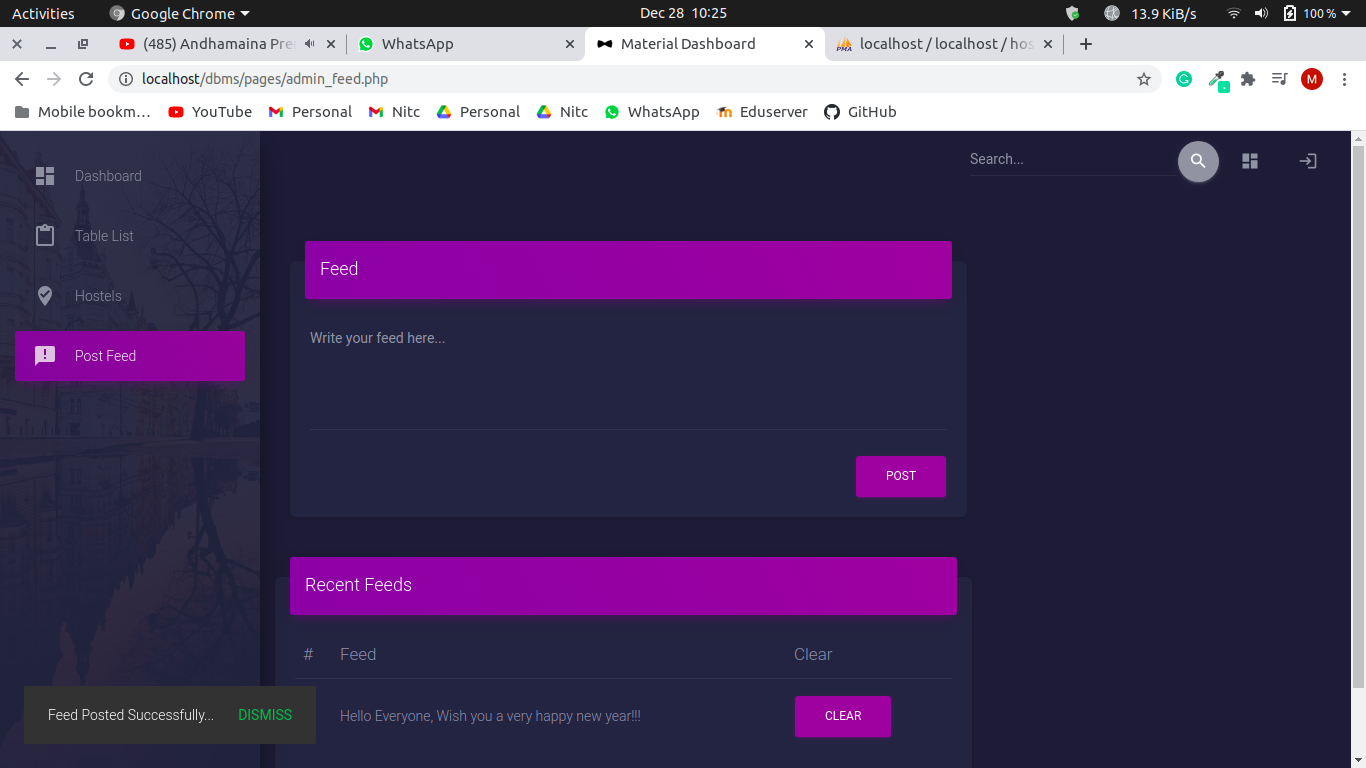 Activities Google Chrome Dec 28 10:25 13.9 KiB/s 100 %
(485) Andhamaina Pre WhatsApp Material Dashboard localhost / localhost / hos
localhost/dbms/pages/admin_feed.php M
Mobile bookm… YouTube Personal Nitc Personal Nitc WhatsApp Eduserver GitHub
Search...
Dashboard
Table List
Hostels
Post Feed
Feed
Write your feed here...
POST
Recent Feeds
# Feed Clear
Hello Everyone, Wish you a very happy new year!!! CLEAR
Feed Posted Successfully... DISMISS